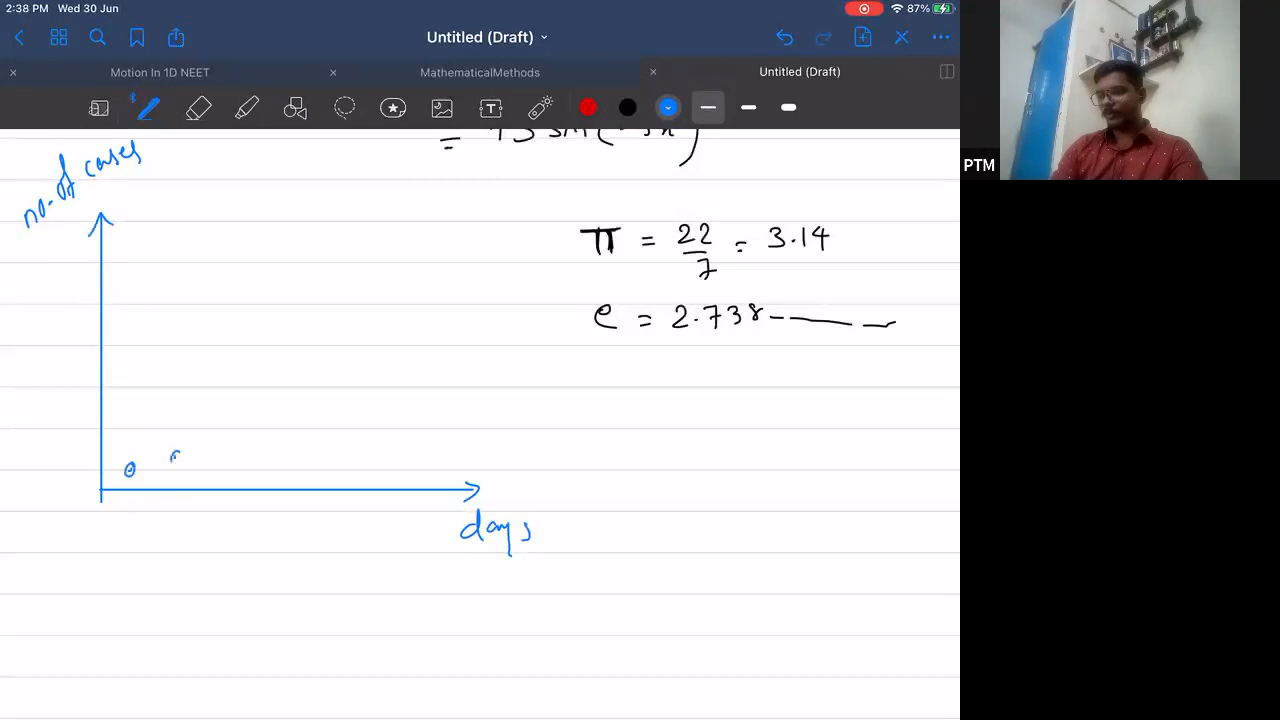 2:38 PM Wed 30 Jun
87%
Untitled (Draft)
Motion In 1D NEET
MathematicalMethods
Untitled (Draft)
T
PTM
no. of cases
=
π = 22/7 = 3.14
e = 2.738
days